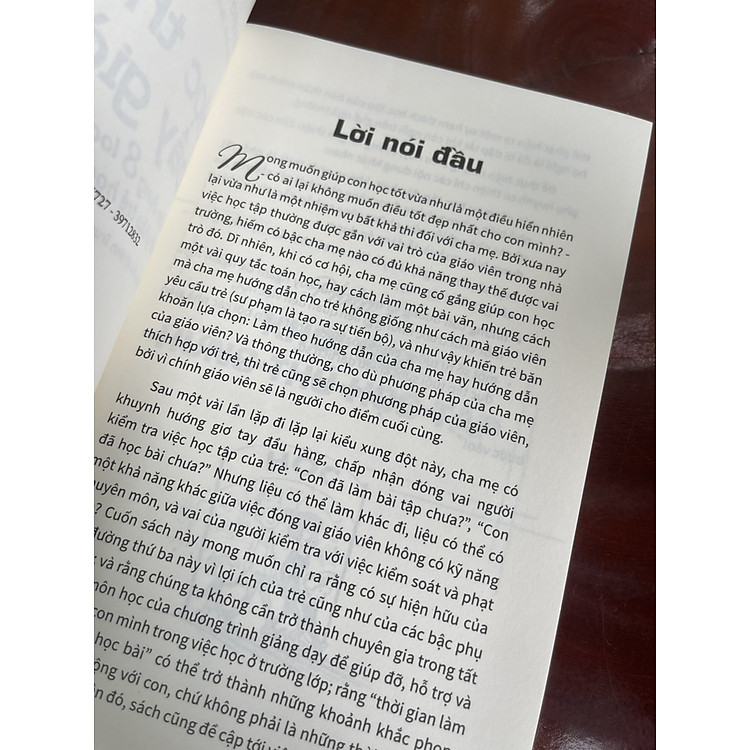 727 - 39712832
Lời nói đầu
Mong muốn giúp con học tốt vừa như là một điều hiển nhiên
- có ai lại không muốn điều tốt đẹp nhất cho con mình? -
lại vừa như là một nhiệm vụ bất khả thi đối với cha mẹ. Bởi xưa nay
việc học tập thường được gắn với vai trò của giáo viên trong nhà
trường, hiếm có bậc cha mẹ nào có đủ khả năng thay thế được vai
trò đó. Dĩ nhiên, khi có cơ hội, cha mẹ cũng cố gắng giúp con học
một vài quy tắc toán học, hay cách làm một bài văn, nhưng cách
mà cha mẹ hướng dẫn cho trẻ không giống như cách mà giáo viên
yêu cầu trẻ (sư phạm là tạo ra sự tiến bộ), và như vậy khiến trẻ băn
khoăn lựa chọn: Làm theo hướng dẫn của cha mẹ hay hướng dẫn
của giáo viên? Và thông thường, cho dù phương pháp của cha mẹ
thích hợp với trẻ, thì trẻ cũng sẽ chọn phương pháp của giáo viên,
bởi vì chính giáo viên sẽ là người cho điểm cuối cùng.
Sau một vài lần lặp đi lặp lại kiểu xung đột này, cha mẹ có
khuynh hướng giơ tay đầu hàng, chấp nhận đóng vai người
kiểm tra việc học tập của trẻ: “Con đã làm bài tập chưa?”, “Con
đã học bài chưa?” Nhưng liệu có thể làm khác đi, liệu có thể có
một khả năng khác giữa việc đóng vai giáo viên không có kỹ năng
huyên môn, và vai của người kiểm tra với việc kiểm soát và phạt
? Cuốn sách này mong muốn chỉ ra rằng có sự hiện hữu của
đường thứ ba này vì lợi ích của trẻ cũng như của các bậc phụ
; và rằng chúng ta không cần trở thành chuyên gia trong tất
môn học của chương trình giảng dạy để giúp đỡ, hỗ trợ và
con mình trong việc học ở trường lớp; rằng “thời gian làm
học bài” có thể trở thành những khoảnh khắc phong
ộng với con, chứ không phải là những
ên đó, sách cũng đề cập tới